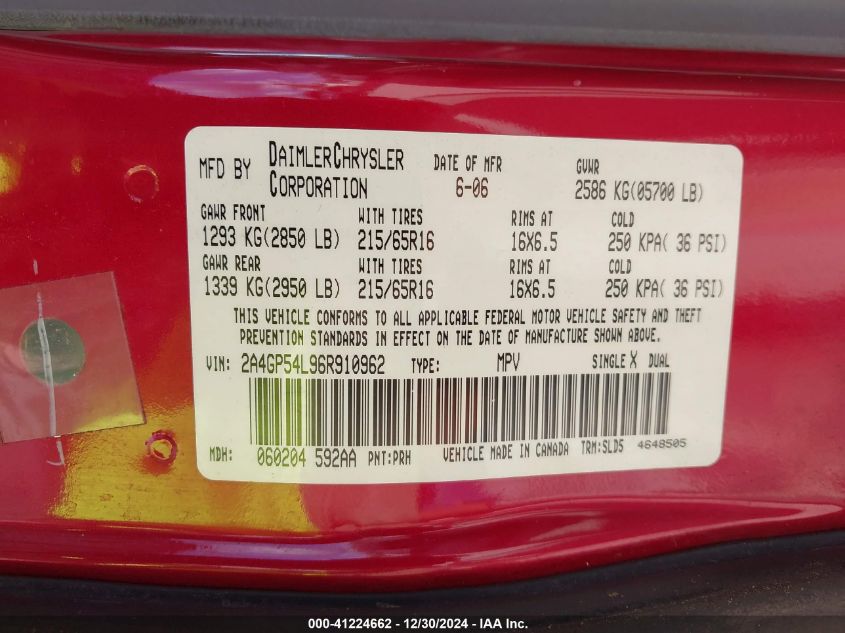 MFD BY DAIMLERCHRYSLER CORPORATION DATE OF MFR 6-06 GVWR 2586 KG(05700 LB)
GAWR FRONT WITH TIRES RIMS AT COLD
1293 KG(2850 LB) 215/65R16 16X6.5 250 KPA( 36 PSI)
GAWR REAR WITH TIRES RIMS AT COLD
1339 KG(2950 LB) 215/65R16 16X6.5 250 KPA( 36 PSI)
THIS VEHICLE CONFORMS TO ALL APPLICABLE FEDERAL MOTOR VEHICLE SAFETY AND THEFT
PREVENTION STANDARDS IN EFFECT ON THE DATE OF MANUFACTURE SHOWN ABOVE.
VIN: 2A4GP54L96R910962 TYPE: MPV SINGLE X DUAL
MDH: 060204 592AA PNT:PRH VEHICLE MADE IN CANADA TRM:SLD5 4648505
000-41224662 - 12/30/2024 - IAA Inc.